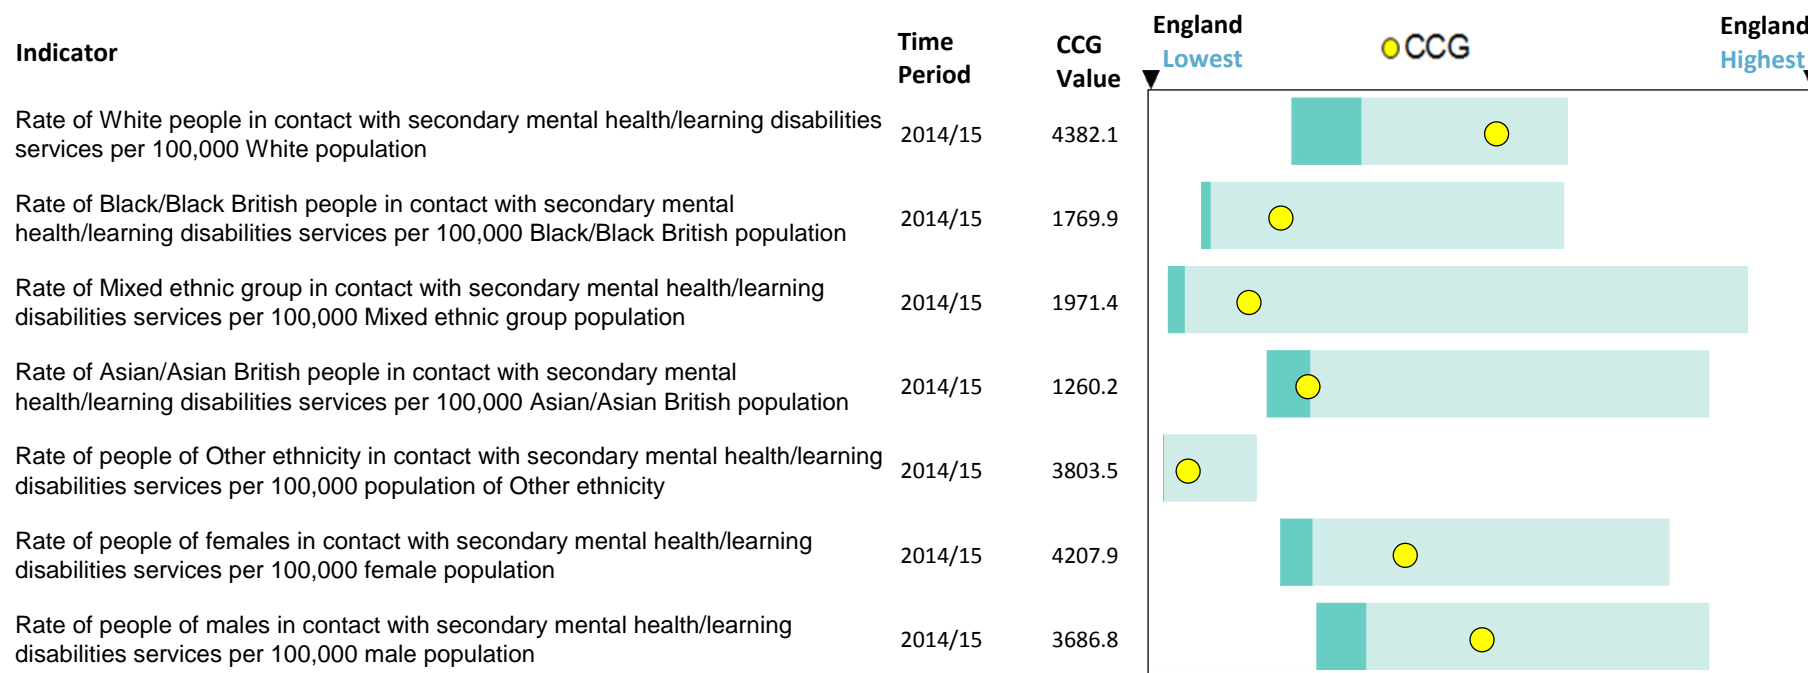 Indicator
Time
Period
CCG
Value
England
Lowest
CCG
England
Highest
Rate of White people in contact with secondary mental health/learning disabilities
services per 100,000 White population
2014/15
4382.1
Rate of Black/Black British people in contact with secondary mental
health/learning disabilities services per 100,000 Black/Black British population
2014/15
1769.9
Rate of Mixed ethnic group in contact with secondary mental health/learning
disabilities services per 100,000 Mixed ethnic group population
2014/15
1971.4
Rate of Asian/Asian British people in contact with secondary mental
health/learning disabilities services per 100,000 Asian/Asian British population
2014/15
1260.2
Rate of people of Other ethnicity in contact with secondary mental health/learning
disabilities services per 100,000 population of Other ethnicity
2014/15
3803.5
Rate of people of females in contact with secondary mental health/learning
disabilities services per 100,000 female population
2014/15
4207.9
Rate of people of males in contact with secondary mental health/learning
disabilities services per 100,000 male population
2014/15
3686.8